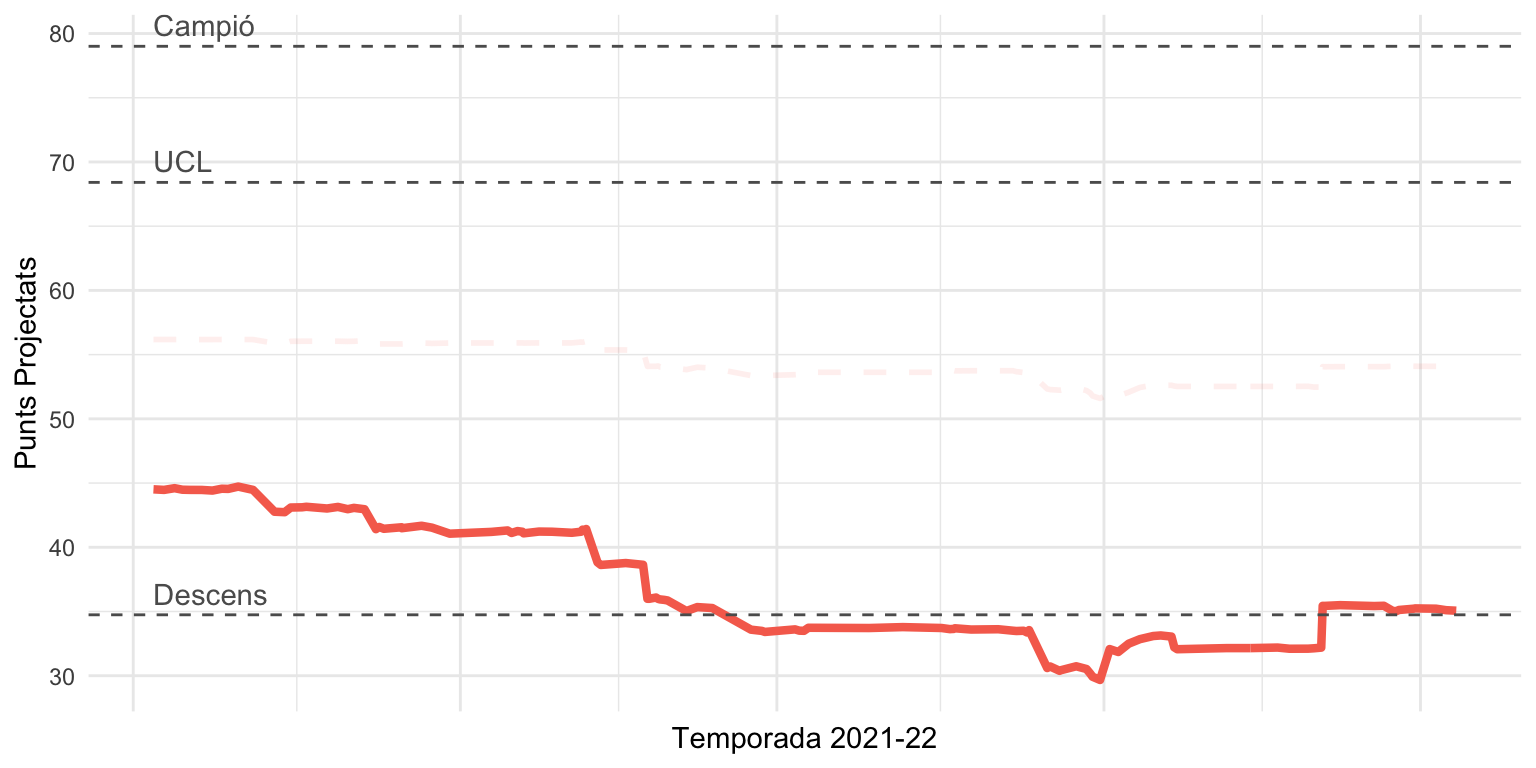 Campió
UCL
Descens
80
70
60
50
40
30
Punts Projectats
Temporada 2021-22